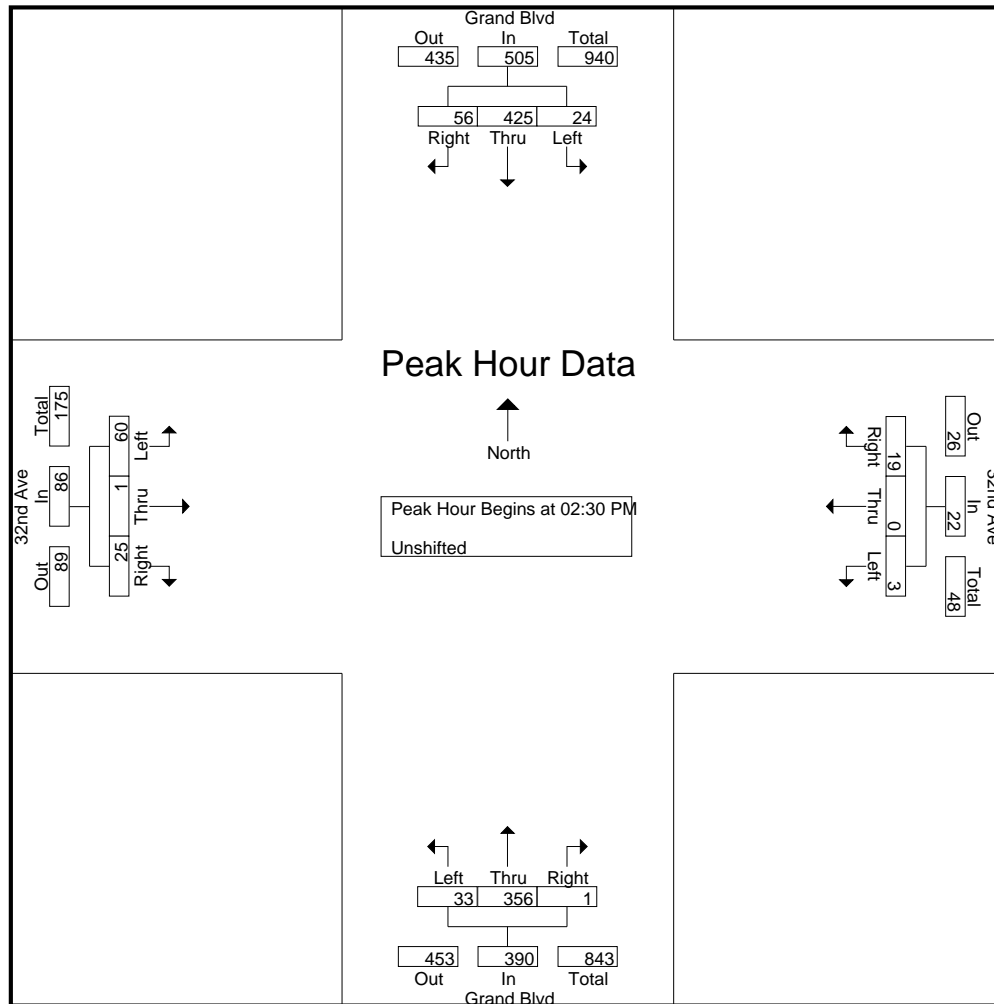 Grand Blvd
Out In Total
435 505 940
56 425 24
Right Thru Left
Peak Hour Data
North
Peak Hour Begins at 02:30 PM
Unshifted
32nd Ave
Total In Out
175 86 89
60 1 25
Left Thru Right
32nd Ave
Out In Total
26 22 48
19 0 3
Right Thru Left
Left Thru Right
33 356 1
453 390 843
Out In Total
Grand Blvd